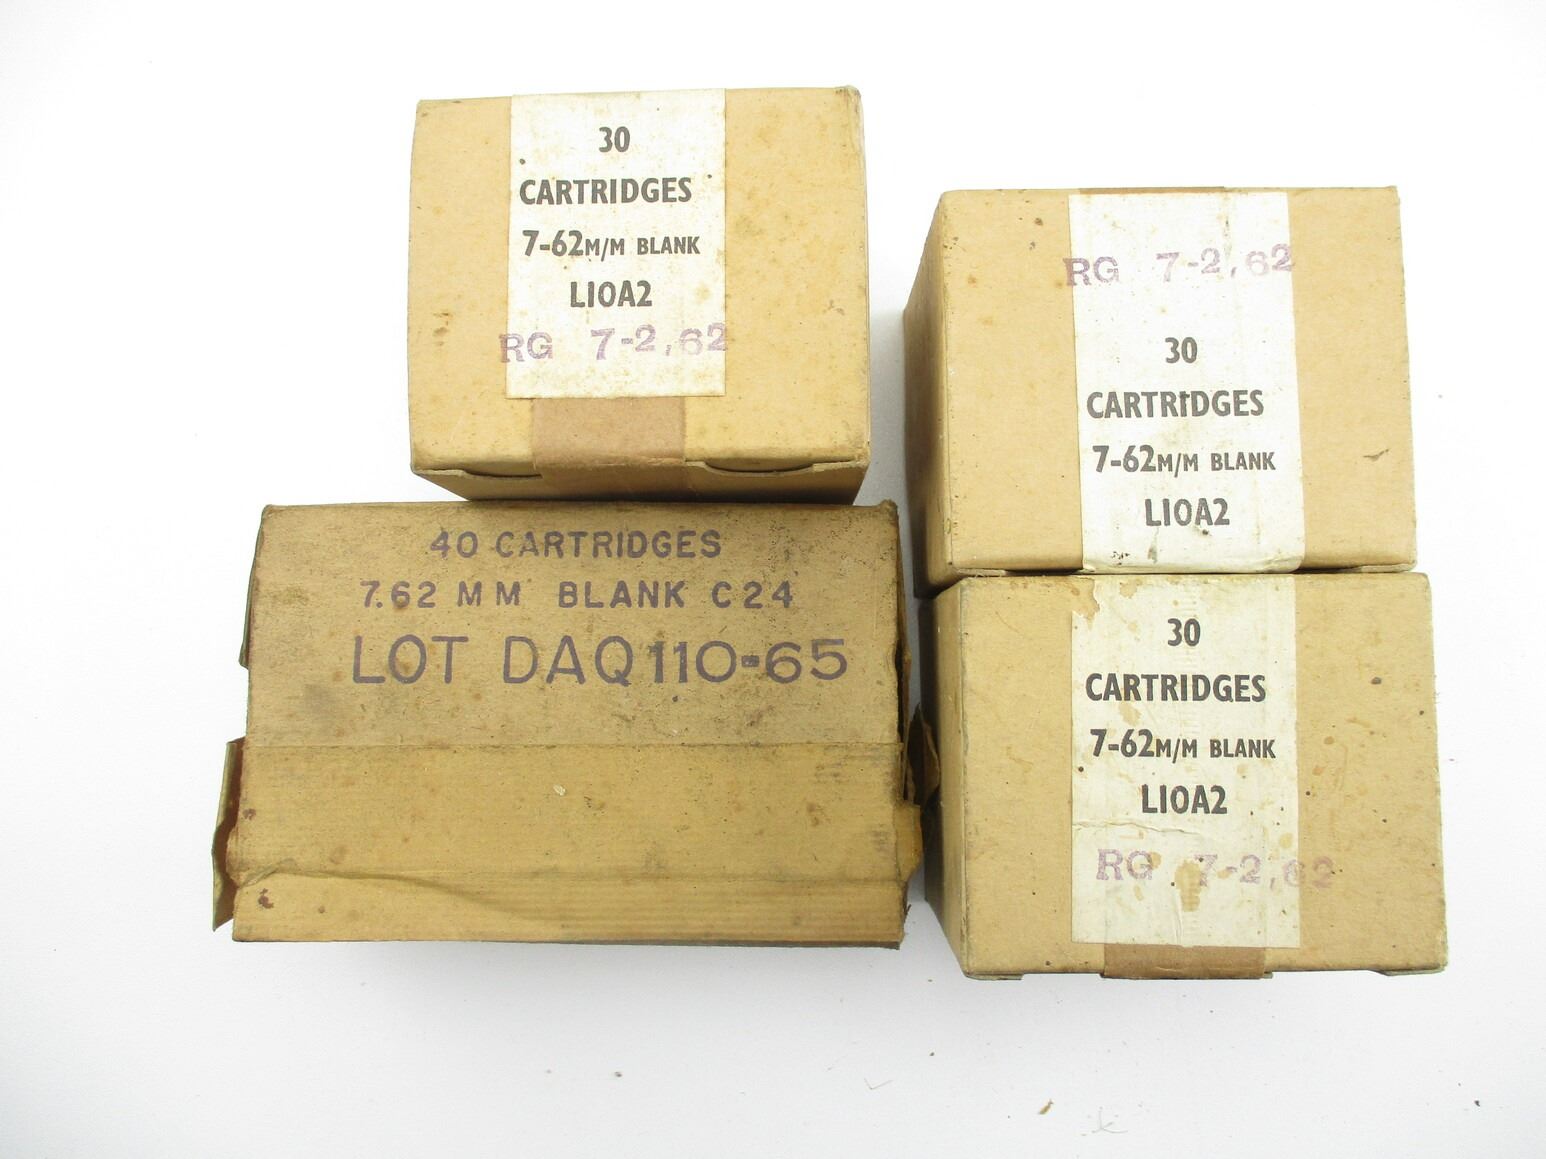 30
CARTRIDGES
7-62M/M BLANK
L10A2
RG 7-2,62
40 CARTRIDGES
7.62 MM BLANK C24
LOT DAQ110-65
RG 7-2,62
30
CARTRIDGES
7-62M/M BLANK
L10A2
30
CARTRIDGES
7-62M/M BLANK
L10A2
RG 7-2,62